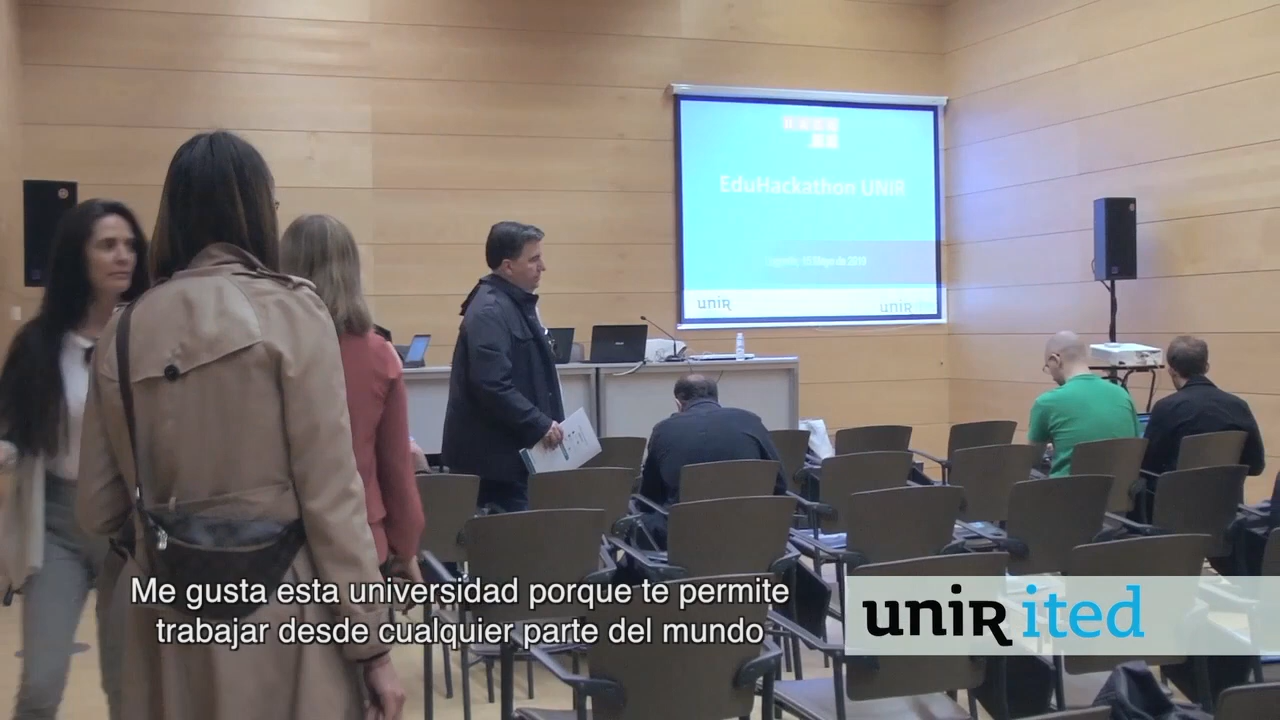 EduHackathon UNIR
unir
unir
Me gusta esta universidad porque te permite
trabajar desde cualquier parte del mundo
unir ited